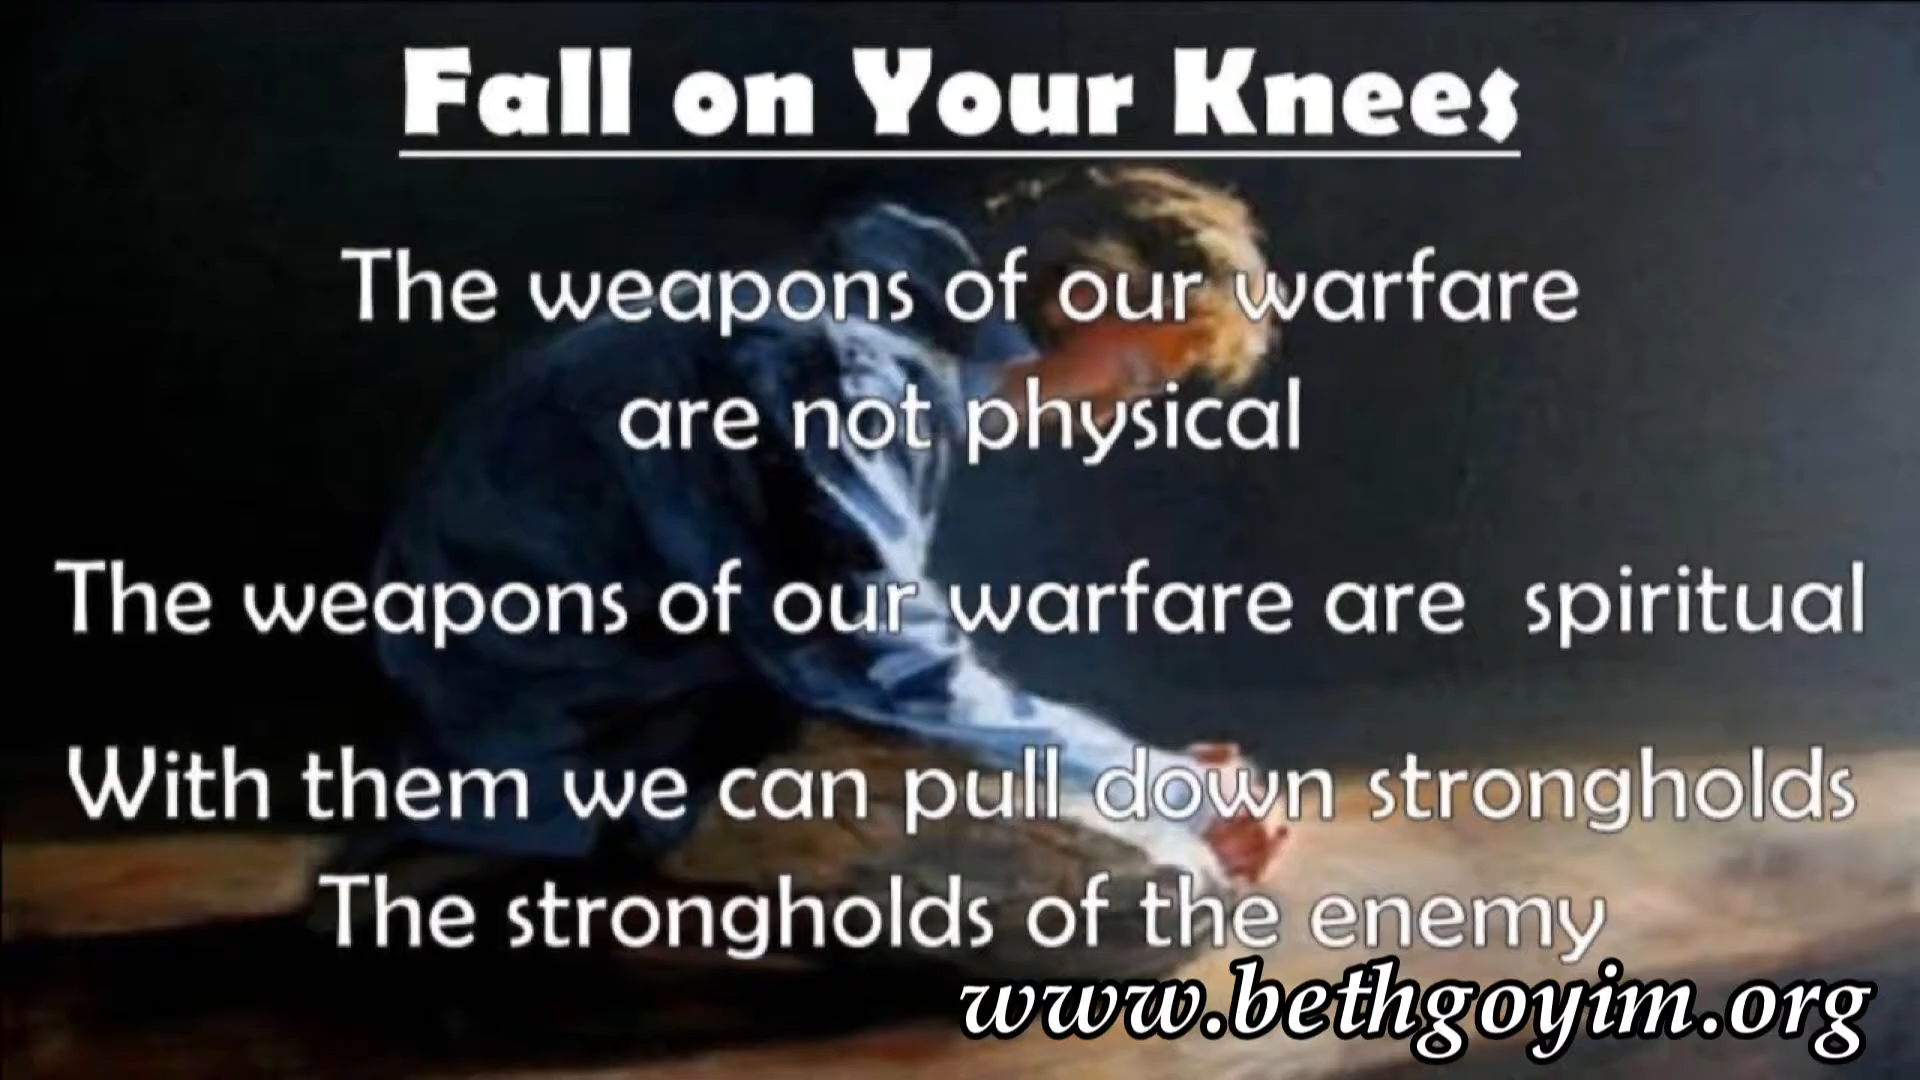 Fall on Your Knees
The weapons of our warfare
are not physical
The weapons of our warfare are spiritual
With them we can pull down strongholds
The strongholds of the enemy
www.bethgoyim.org